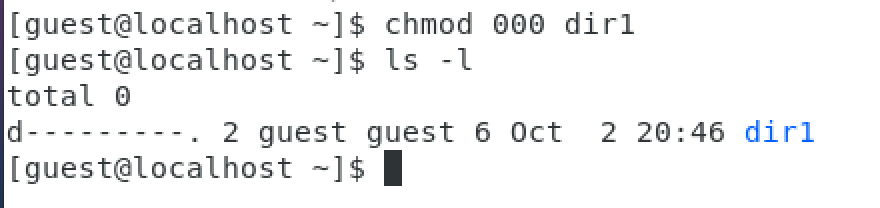 [guest@localhost ~]$ chmod 000 dir1
[guest@localhost ~]$ ls -l
total 0
d---------. 2 guest guest 6 Oct  2 20:46 dir1
[guest@localhost ~]$